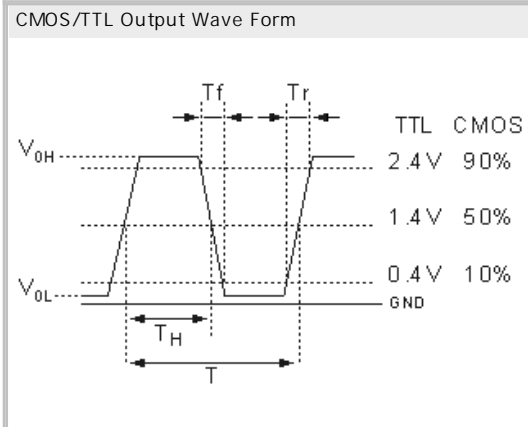 CMOS/TTL Output Wave Form
Tf Tr
TTL CMOS
V0H 2.4V 90%
1.4V 50%
0.4V 10%
V0L GND
TH
T